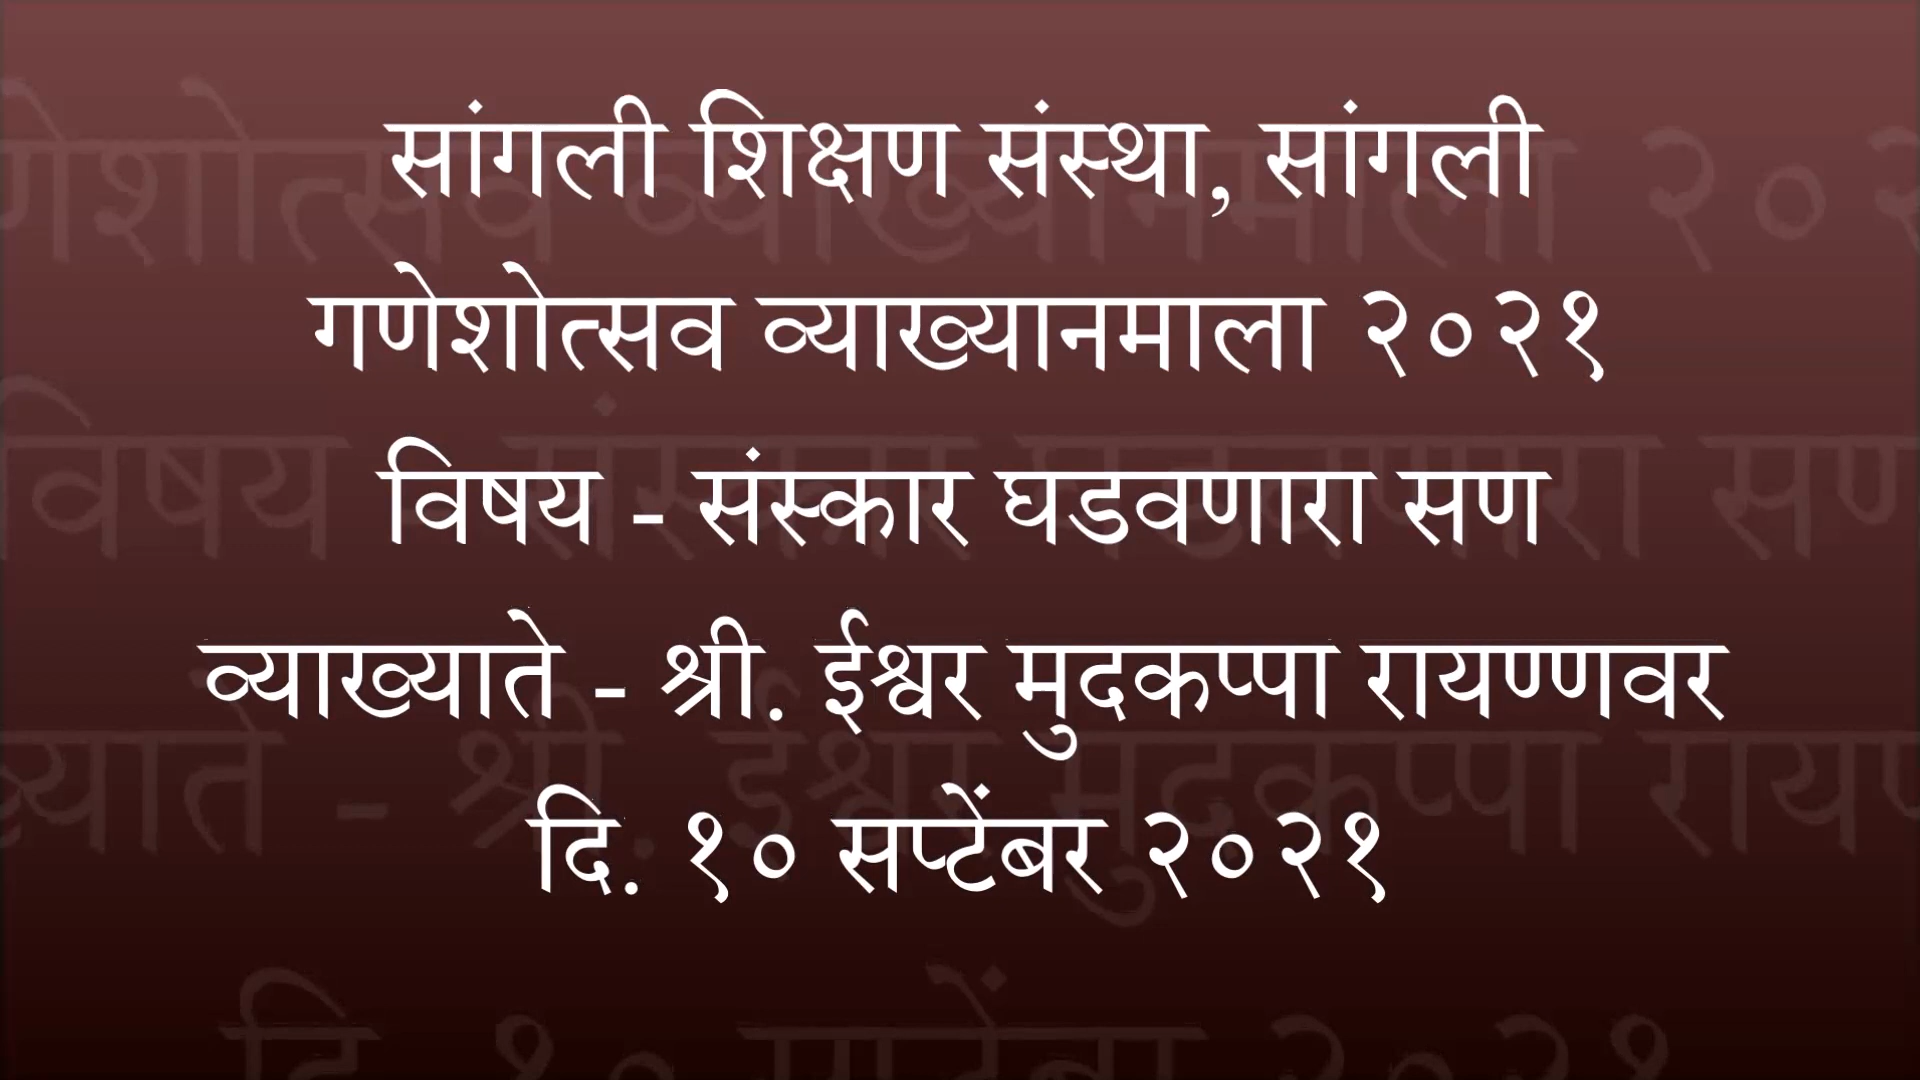 सांगली शिक्षण संस्था, सांगली
गणेशोत्सव व्याख्यानमाला २०२१
विषय - संस्कार घडवणारा सण
व्याख्याते - श्री. ईश्वर मुदकप्पा रायण्णवर
दि. १० सप्टेंबर २०२१